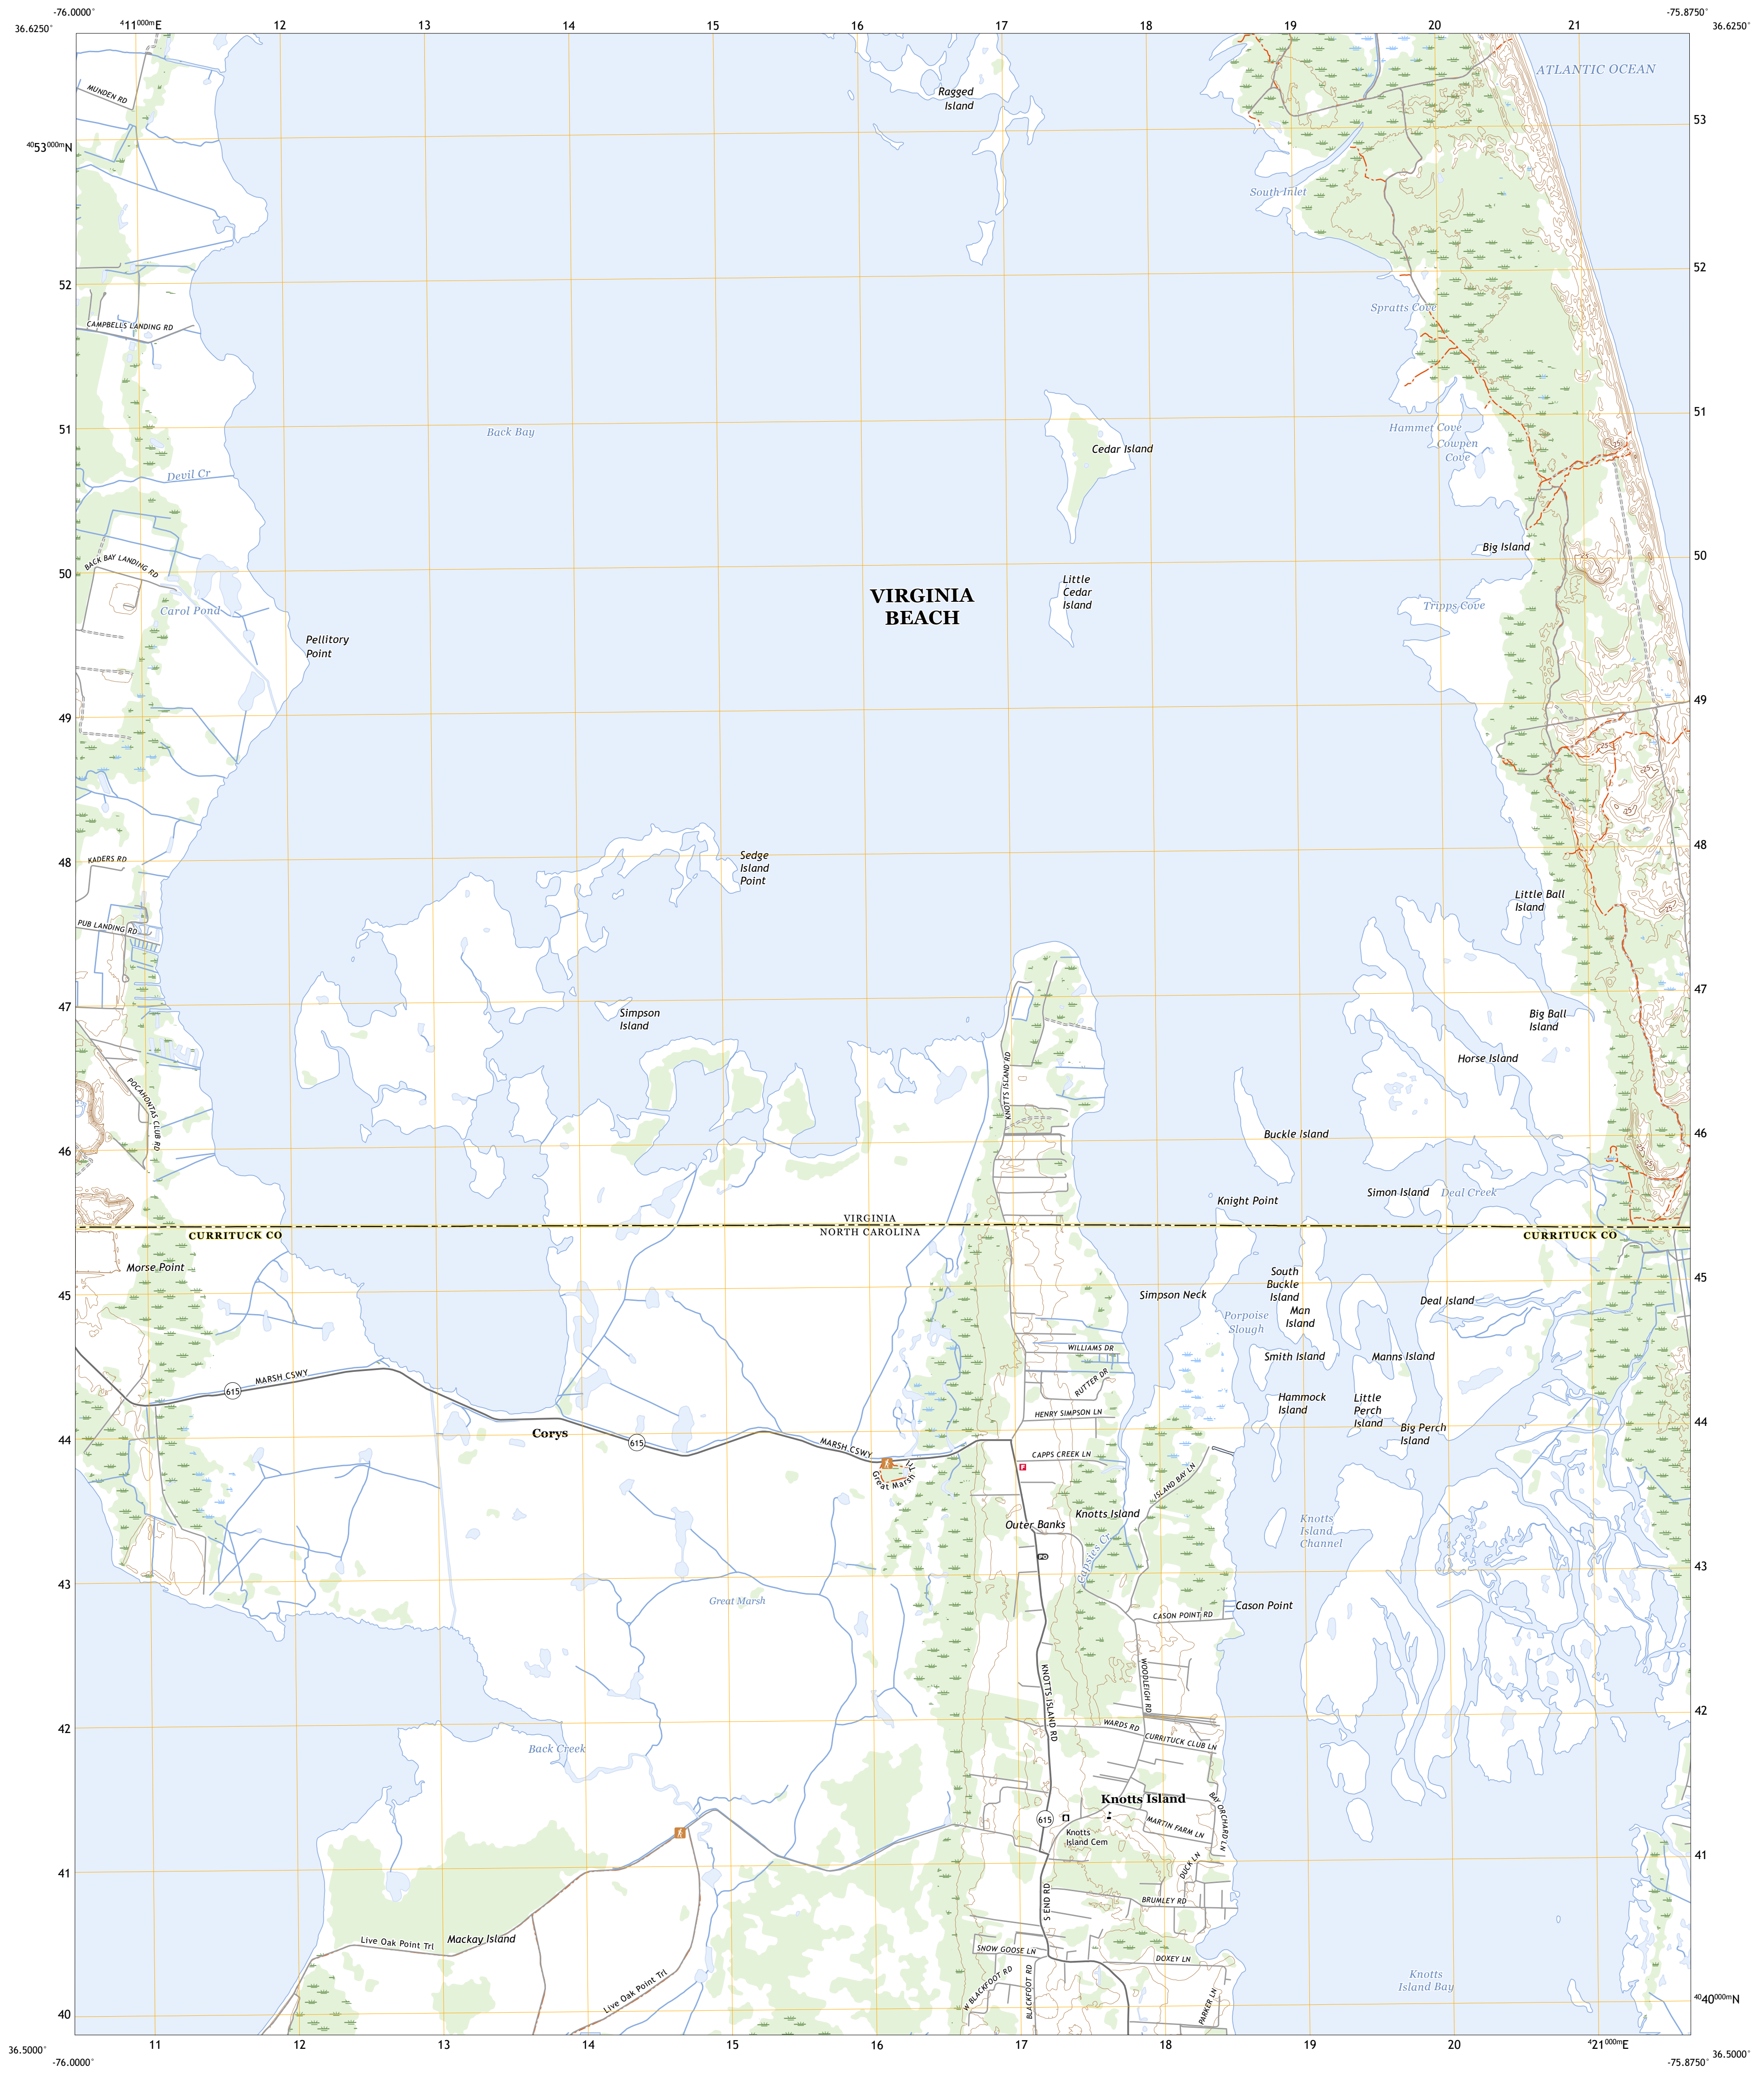 -76.0000°
-75.8750°
36.6250°
⁴11⁰⁰⁰ᵐE
12
13
14
15
16
17
18
19
20
21
36.6250°
ATLANTIC OCEAN
MUNDEN RD
Ragged
Island
53
⁴⁰53⁰⁰⁰ᵐN
South Inlet
52
52
Spratts Cove
CAMPBELLS LANDING RD
51
51
Back Bay
Hammet Cove
Cowpen
Cove
25
Cedar Island
Devil Cr
Big Island
50
50
25
BACK BAY LANDING RD
Little
Cedar
Island
VIRGINIA
BEACH
Carol Pond
Tripps Cove
Pellitory
Point
49
49
25
25
25
48
48
KADERS RD
Sedge
Island
Point
Little Ball
Island
25
PUB LANDING RD
47
47
Simpson
Island
Big Ball
Island
Horse Island
KNOTTS ISLAND RD
POCAHONTAS CLUB RD
Buckle Island
46
46
25
25
Simon Island
Deal Creek
Knight Point
VIRGINIA
NORTH CAROLINA
CURRITUCK CO
CURRITUCK CO
Morse Point
45
45
South
Buckle
Island
Simpson Neck
Deal Island
Man
Island
Porpoise
Slough
WILLIAMS DR
Smith Island
Manns Island
MARSH CSWY
615
RUTTER DR
Hammock
Island
Little
Perch
Island
HENRY SIMPSON LN
44
44
Corys
615
MARSH CSWY
Big Perch
Island
CAPPS CREEK LN
Great Marsh Trl
F
ISLAND BAY LN
Knotts Island
Outer Banks
Knotts
Island
Channel
PO
Capsies Cr
43
43
Great Marsh
Cason Point
CASON POINT RD
WOODLEIGH RD
KNOTTS ISLAND RD
42
42
WARDS RD
CURRITUCK CLUB LN
Back Creek
Knotts Island
BAY ORCHARD LN
615
MARTIN FARM LN
Knotts
Island Cem
41
41
DUCK LN
S END RD
BRUMLEY RD
Mackay Island
Live Oak Point Trl
SNOW GOOSE LN
DOXEY LN
W BLACKFOOT RD
BLACKFOOT RD
Live Oak Point Trl
PARKER LN
Knotts
Island Bay
40
⁴⁰40⁰⁰⁰ᵐN
11
12
13
14
15
16
17
18
19
20
⁴21⁰⁰⁰ᵐE
36.5000°
36.5000°
-76.0000°
-75.8750°